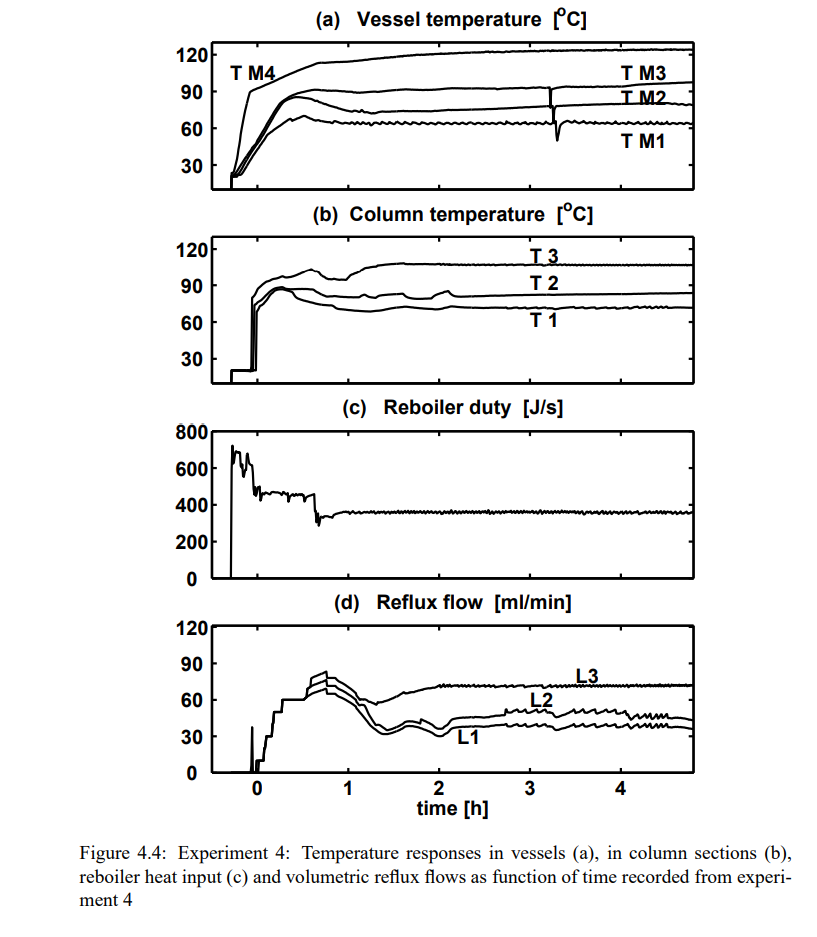 (a) Vessel temperature [°C]
120
90
60
30
T M4
T M3
T M2
T M1
(b) Column temperature [°C]
120
90
60
30
T 3
T 2
T 1
(c) Reboiler duty [J/s]
800
600
400
200
0
(d) Reflux flow [ml/min]
120
90
60
30
0
L3
L2
L1
0 1 2 3 4
time [h]
Figure 4.4: Experiment 4: Temperature responses in vessels (a), in column sections (b),
reboiler heat input (c) and volumetric reflux flows as function of time recorded from experi-
ment 4